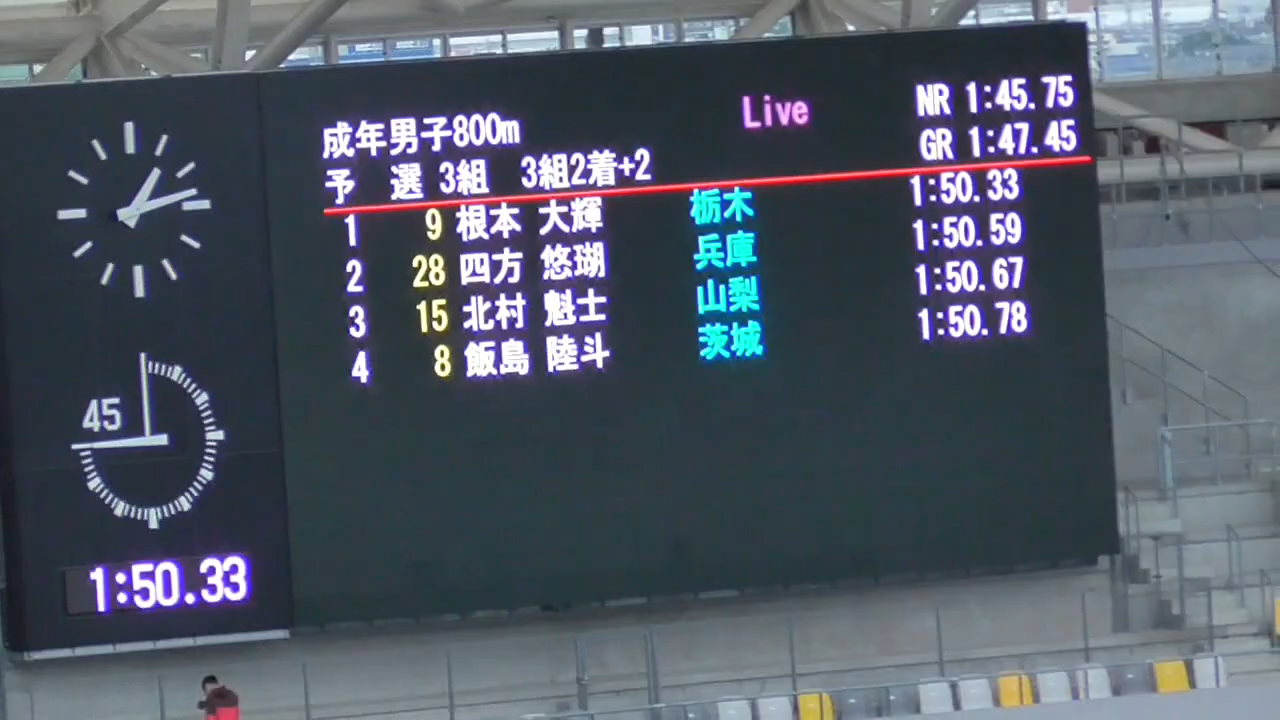 成年男子800m Live NR 1:45.75
GR 1:47.45
予 選 3組 3組2着+2
1 9 根本 大輝 栃木 1:50.33
2 28 四方 悠瑚 兵庫 1:50.59
3 15 北村 魁士 山梨 1:50.67
4 8 飯島 陸斗 茨城 1:50.78
45
1:50.33